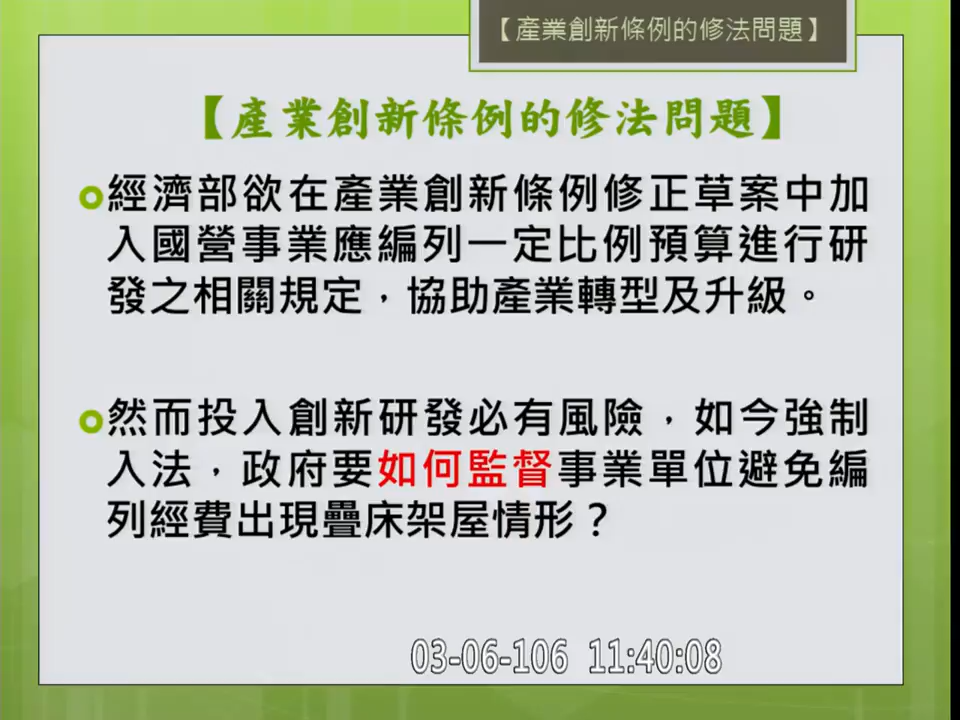 【產業創新條例的修法問題】
【產業創新條例的修法問題】
經濟部欲在產業創新條例修正草案中加
入國營事業應編列一定比例預算進行研
發之相關規定，協助產業轉型及升級。
然而投入創新研發必有風險，如今強制
入法，政府要如何監督事業單位避免編
列經費出現疊床架屋情形？
03-06-106 11:40:08